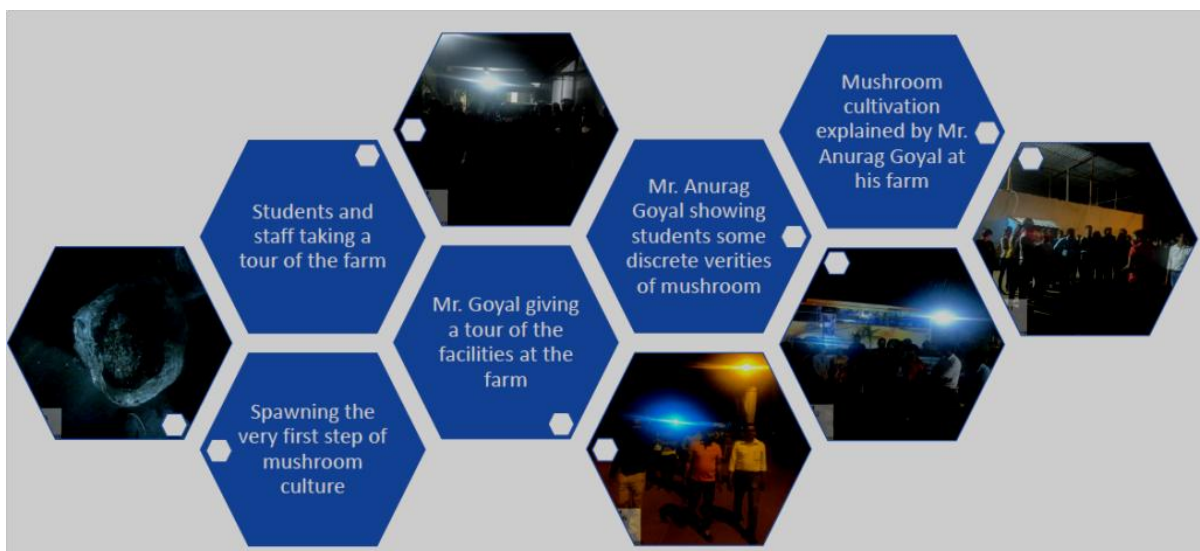 Students and
staff taking a
tour of the farm
Spawning the
very first step of
mushroom
culture
Mr. Goyal giving
a tour of the
facilities at the
farm
Mr. Anurag
Goyal showing
students some
discrete verities
of mushroom
Mushroom
cultivation
explained by Mr.
Anurag Goyal at
his farm